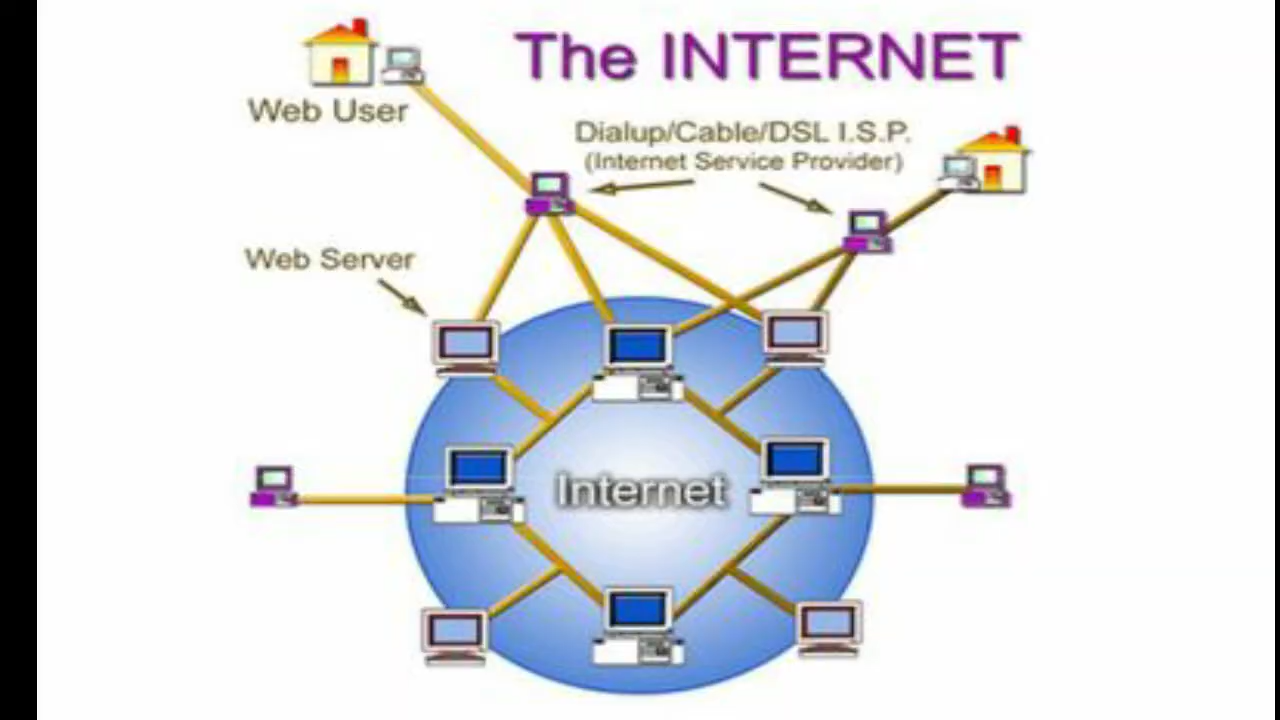 The INTERNET
Web User
Dialup/Cable/DSL I.S.P.
(Internet Service Provider)
Web Server
Internet